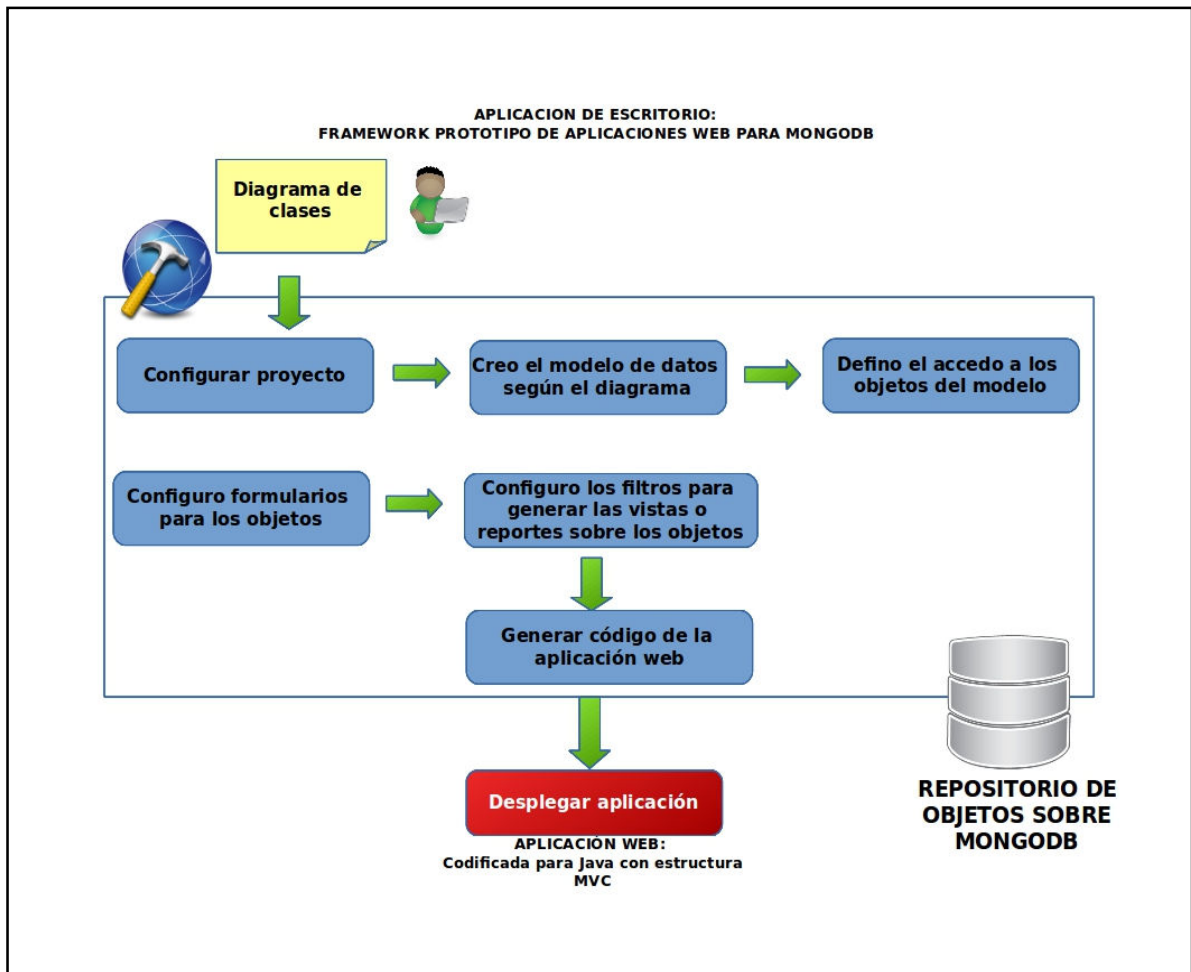 APLICACION DE ESCRITORIO:
FRAMEWORK PROTOTIPO DE APLICACIONES WEB PARA MONGODB
Diagrama de
clases
Configurar proyecto
Creo el modelo de datos
según el diagrama
Defino el accedo a los
objetos del modelo
Configuro formularios
para los objetos
Configuro los filtros para
generar las vistas o
reportes sobre los objetos
Generar código de la
aplicación web
Desplegar aplicación
APLICACIÓN WEB:
Codificada para Java con estructura
MVC
REPOSITORIO DE
OBJETOS SOBRE
MONGODB